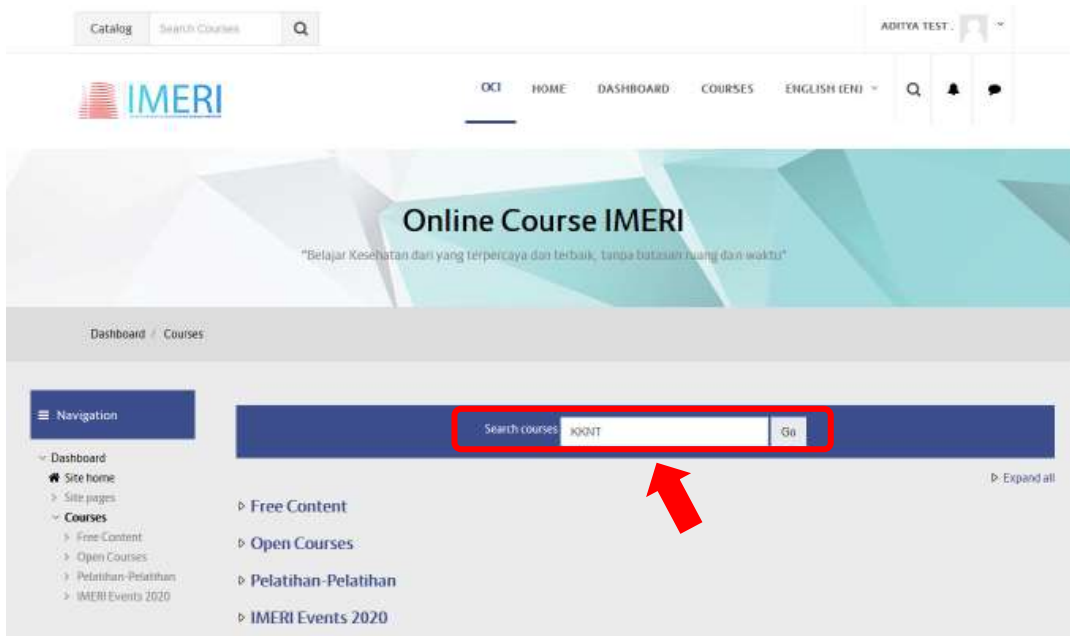 Catalog Search Courses
ADITYA TEST .
IMERI
OCI HOME DASHBOARD COURSES ENGLISH (EN)
Online Course IMERI
"Belajar Kesehatan dari yang terpercaya dan terbaik, tanpa batasan ruang dan waktu"
Dashboard / Courses
Navigation
Search courses KKNT Go
Dashboard
Expand all
Site home
Site pages
Free Content
Courses
Free Content
Open Courses
Open Courses
Pelatihan-Pelatihan
Pelatihan-Pelatihan
IMERI Events 2020
IMERI Events 2020